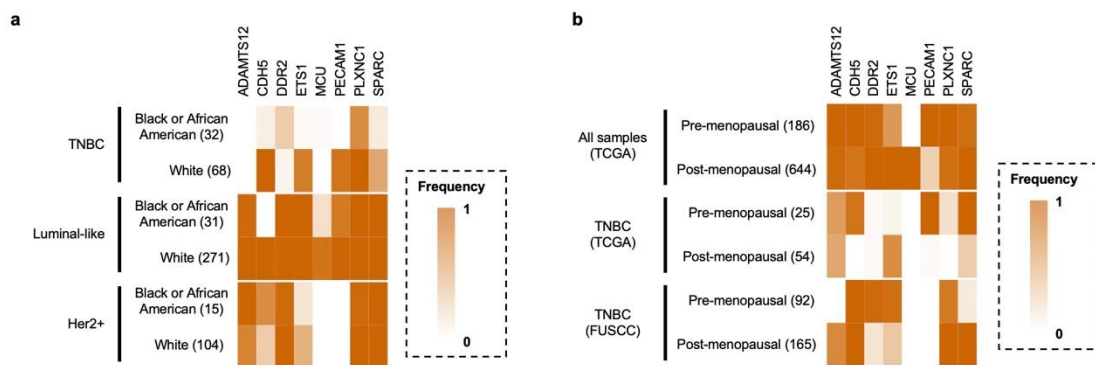 a
ADAMTS12
CDH5
DDR2
ETS1
MCU
PECAM1
PLXNC1
SPARC
TNBC
Black or African
American (32)
White (68)
Luminal-like
Black or African
American (31)
White (271)
Her2+
Black or African
American (15)
White (104)
Frequency
1
0
b
ADAMTS12
CDH5
DDR2
ETS1
MCU
PECAM1
PLXNC1
SPARC
All samples
(TCGA)
Pre-menopausal (186)
Post-menopausal (644)
TNBC
(TCGA)
Pre-menopausal (25)
Post-menopausal (54)
TNBC
(FUSCC)
Pre-menopausal (92)
Post-menopausal (165)
Frequency
1
0